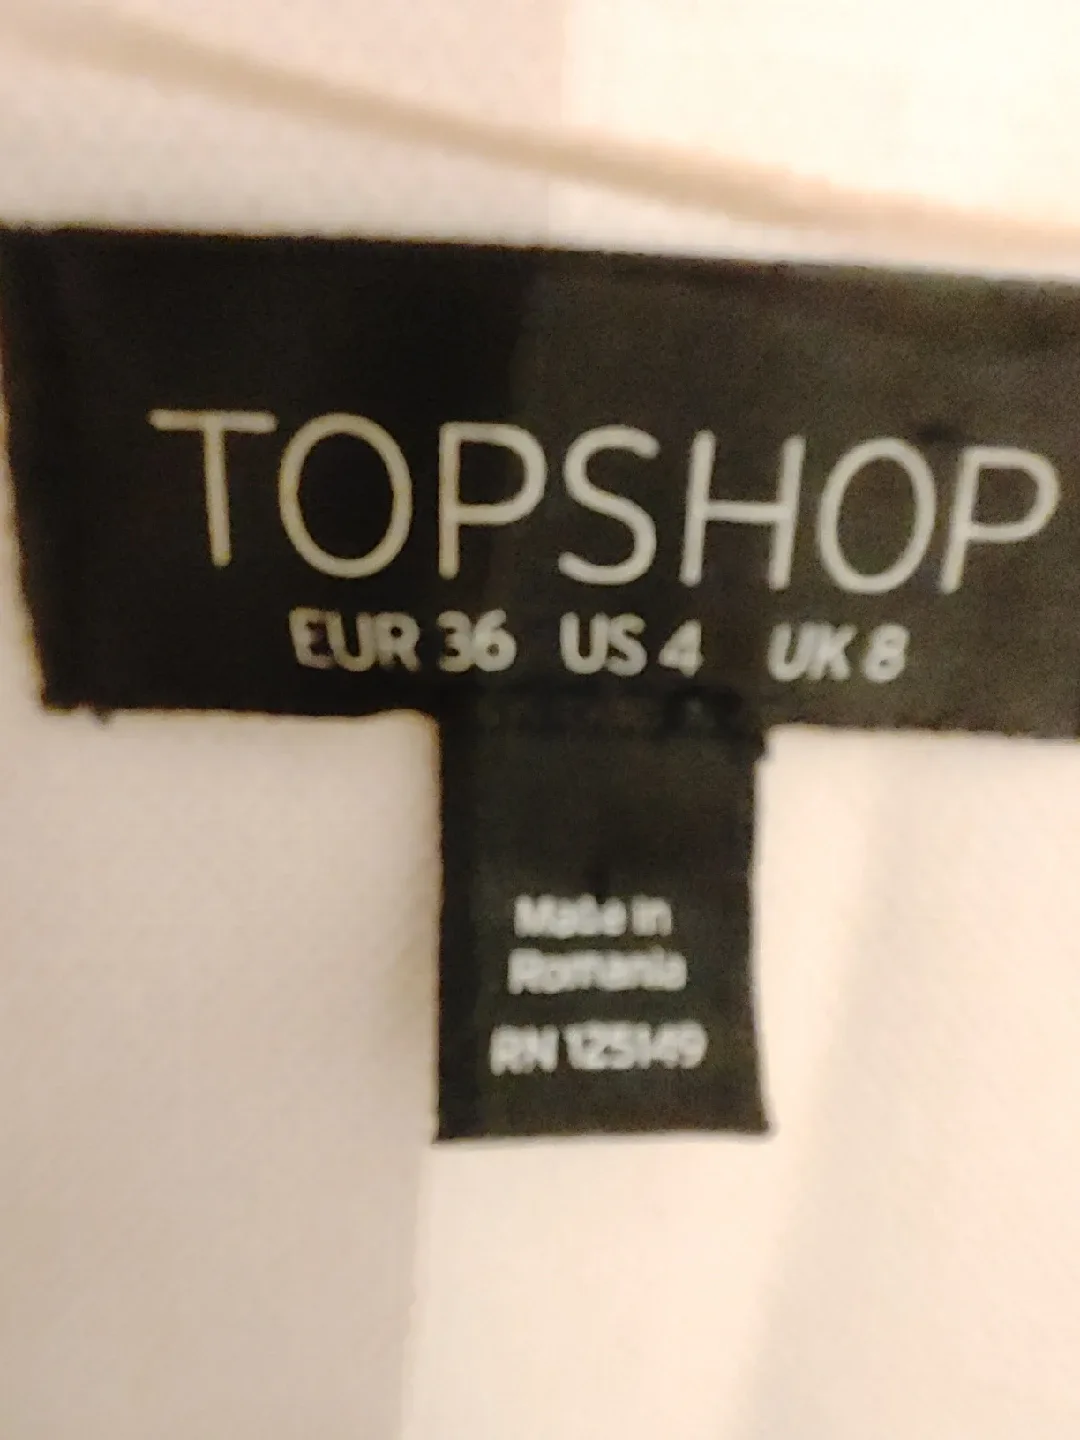 TOPSHOP
EUR 36 US 4 UK 8
Made in
Romania
RN 125149